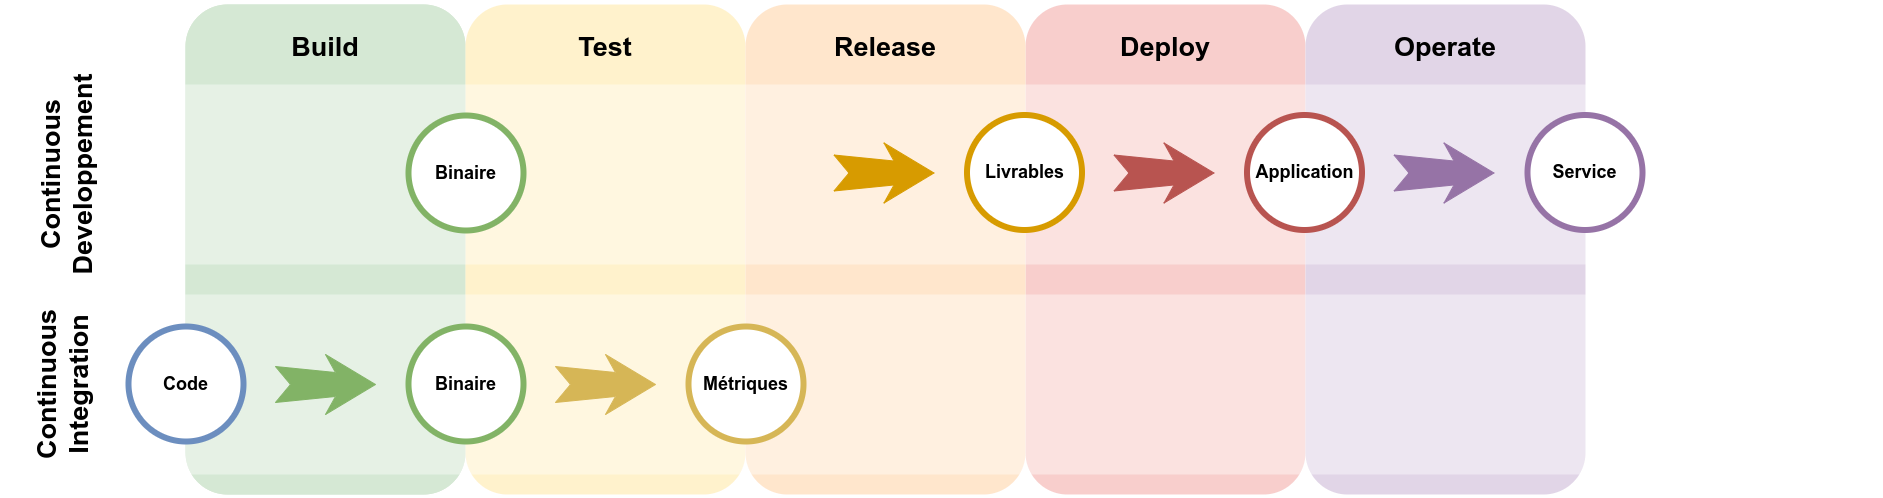 Build
Test
Release
Deploy
Operate
Continuous
Developpement
Binaire
Livrables
Application
Service
Continuous
Integration
Code
Binaire
Métriques